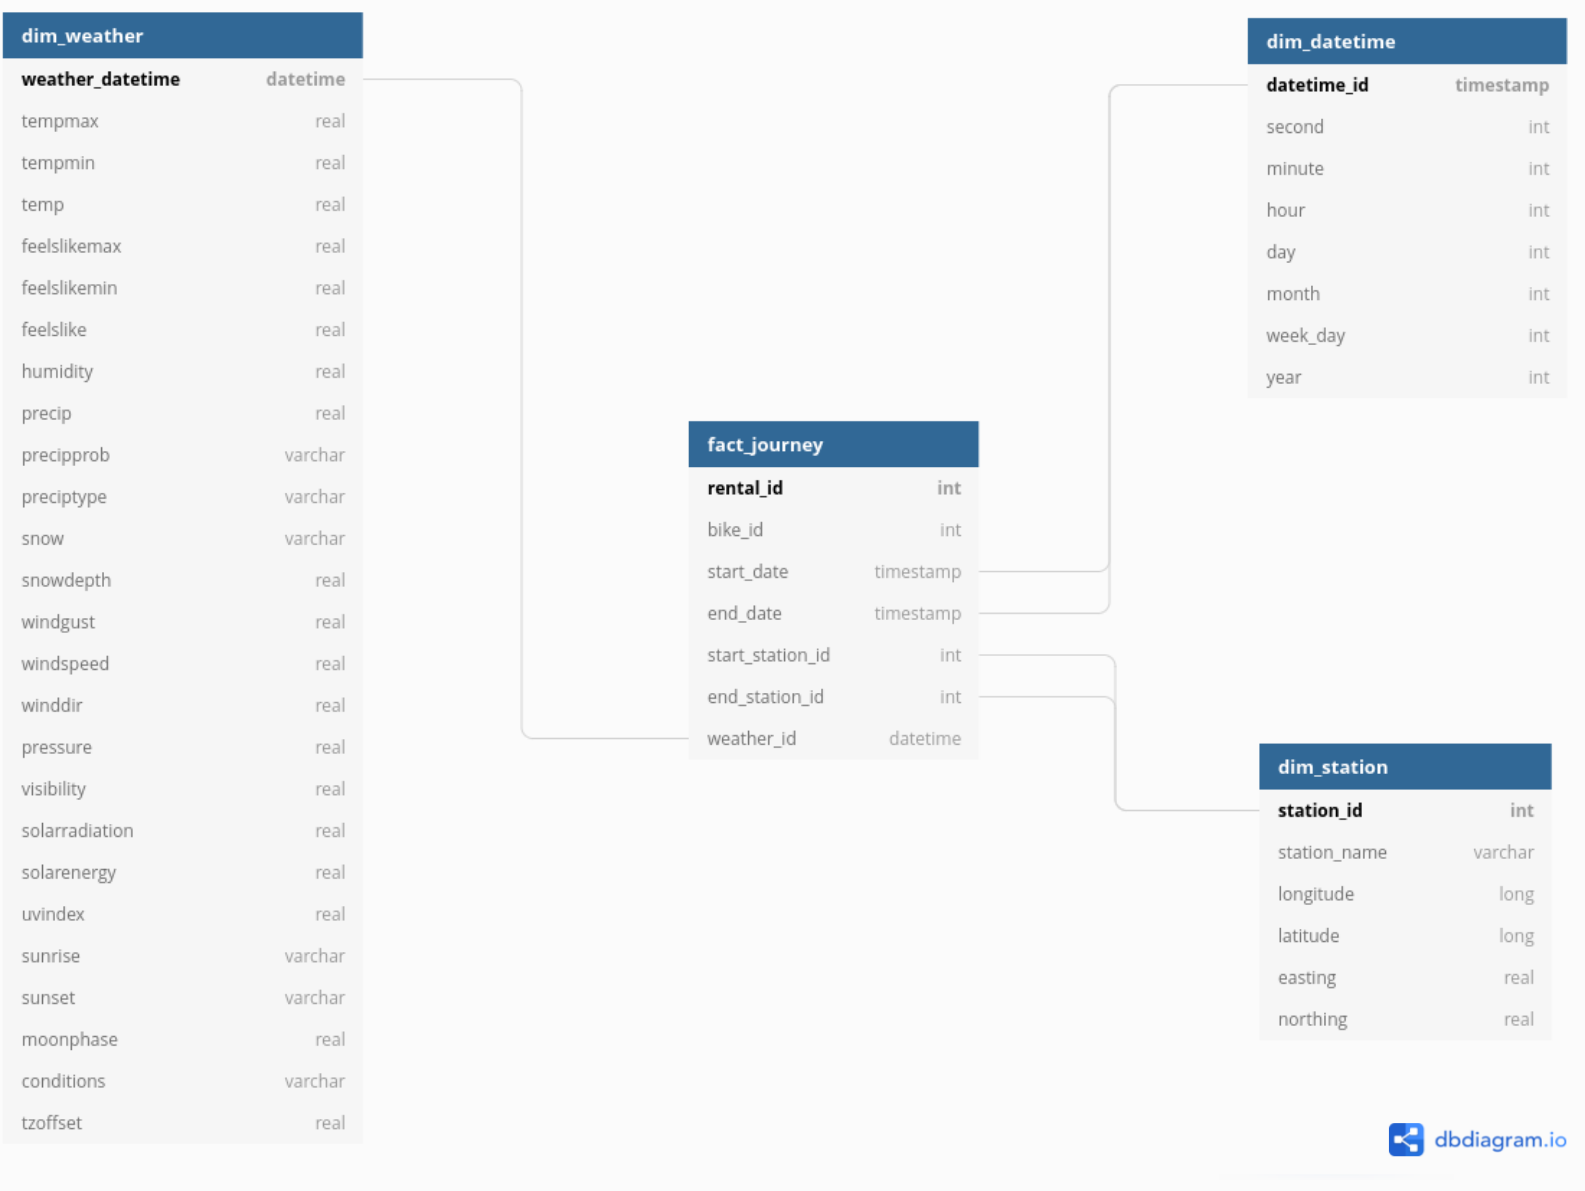 dim_weather
weather_datetime datetime
tempmax real
tempmin real
temp real
feelslikemax real
feelslikemin real
feelslike real
humidity real
precip real
precipprob varchar
preciptype varchar
snow varchar
snowdepth real
windgust real
windspeed real
winddir real
pressure real
visibility real
solarradiation real
solarenergy real
uvindex real
sunrise varchar
sunset varchar
moonphase real
conditions varchar
tzoffset real
fact_journey
rental_id int
bike_id int
start_date timestamp
end_date timestamp
start_station_id int
end_station_id int
weather_id datetime
dim_datetime
datetime_id timestamp
second int
minute int
hour int
day int
month int
week_day int
year int
dim_station
station_id int
station_name varchar
longitude long
latitude long
easting real
northing real
dbdiagram.io